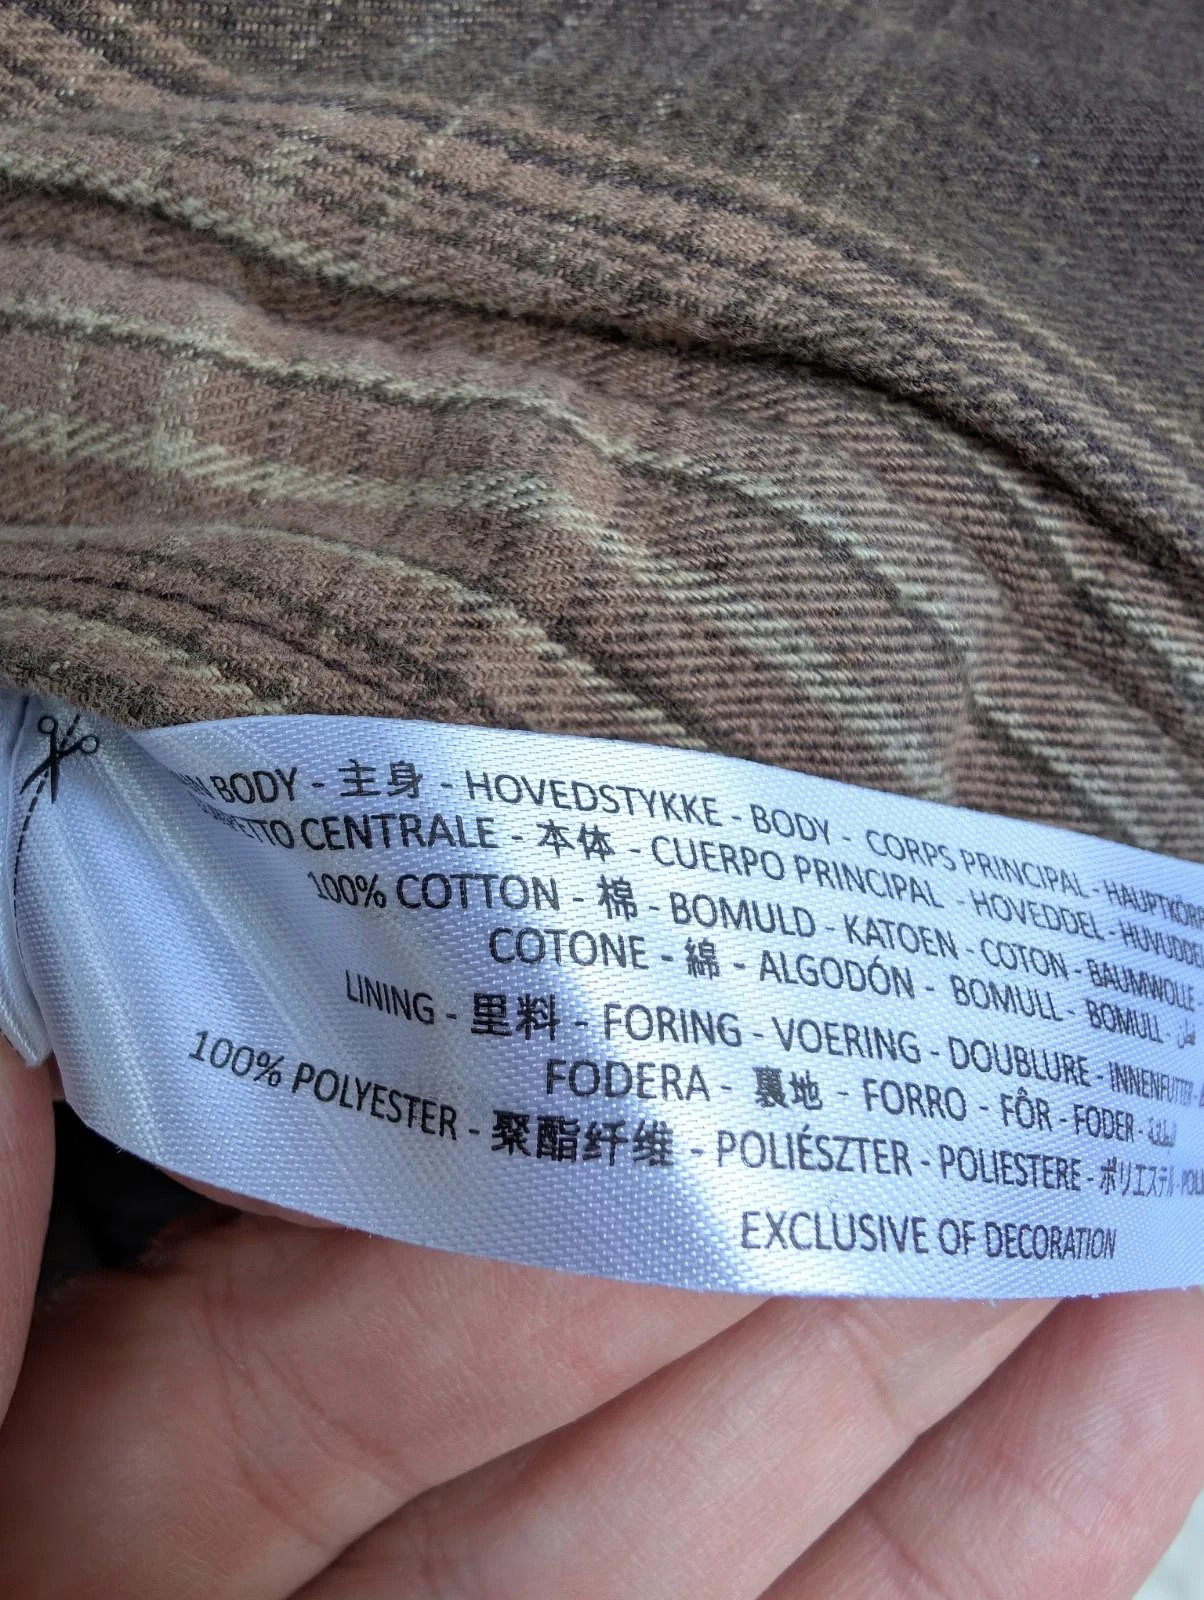 BODY - 主身 - HOVEDSTYKKE - BODY - CORPS PRINCIPAL -
CENTRALE - 本体 - CUERPO PRINCIPAL - HOVEDDEL -
100% COTTON - 棉 - BOMULD - KATOEN - COTON - BAUMWOLLE
COTONE - 綿 - ALGODÓN - BOMULL - BOMULL -
LINING - 里料 - FORING - VOERING - DOUBLURE - INNENFUTTER -
FODERA - 裏地 - FORRO - FÔR - FODER -
100% POLYESTER - 聚酯纤维 - POLIÉSZTER - POLIESTERE - ポリエステル -
EXCLUSIVE OF DECORATION